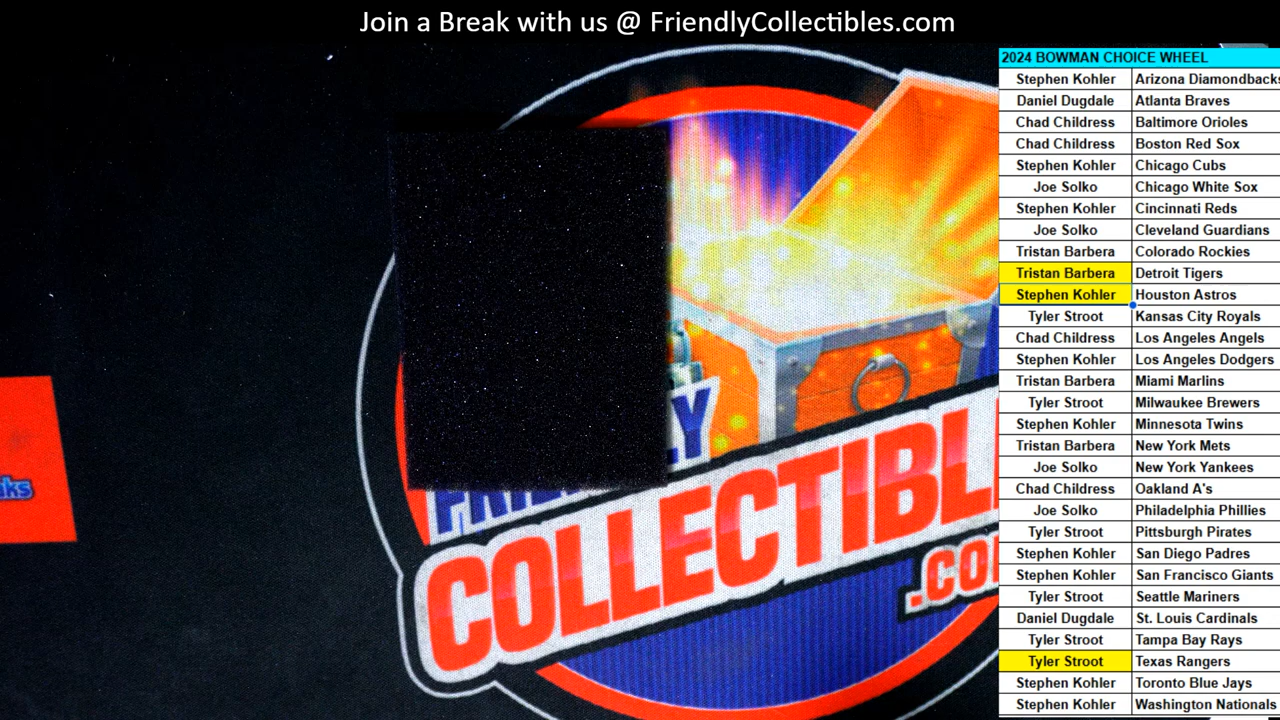 Join a Break with us @ FriendlyCollectibles.com
2024 BOWMAN CHOICE WHEEL
Stephen Kohler Arizona Diamondbacks
Daniel Dugdale Atlanta Braves
Chad Childress Baltimore Orioles
Chad Childress Boston Red Sox
Stephen Kohler Chicago Cubs
Joe Solko Chicago White Sox
Stephen Kohler Cincinnati Reds
Joe Solko Cleveland Guardians
Tristan Barbera Colorado Rockies
Tristan Barbera Detroit Tigers
Stephen Kohler Houston Astros
Tyler Stroot Kansas City Royals
Chad Childress Los Angeles Angels
Stephen Kohler Los Angeles Dodgers
Tristan Barbera Miami Marlins
Tyler Stroot Milwaukee Brewers
Stephen Kohler Minnesota Twins
Tristan Barbera New York Mets
Joe Solko New York Yankees
Chad Childress Oakland A's
Joe Solko Philadelphia Phillies
Tyler Stroot Pittsburgh Pirates
Stephen Kohler San Diego Padres
Stephen Kohler San Francisco Giants
Tyler Stroot Seattle Mariners
Daniel Dugdale St. Louis Cardinals
Tyler Stroot Tampa Bay Rays
Tyler Stroot Texas Rangers
Stephen Kohler Toronto Blue Jays
Stephen Kohler Washington Nationals
FRIE LY
COLLECTIBL
.CO
aks